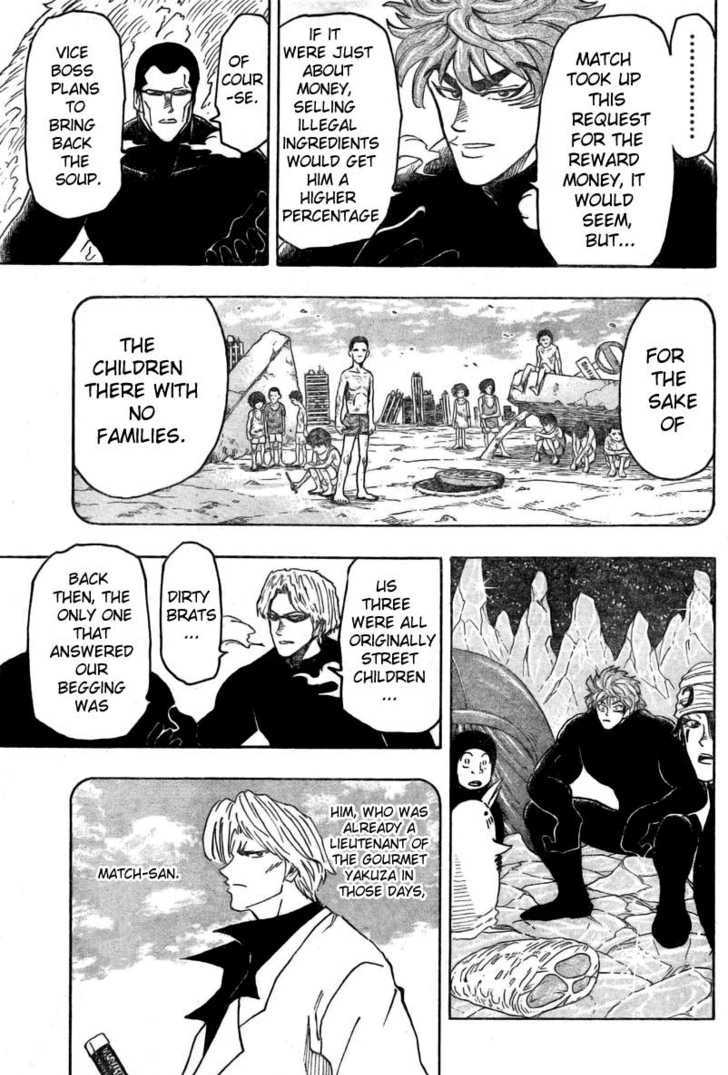 .........
MATCH
TOOK UP
THIS
REQUEST
FOR THE
REWARD
MONEY, IT
WOULD
SEEM,
BUT...
IF IT
WERE JUST
ABOUT
MONEY,
SELLING
ILLEGAL
INGREDIENTS
WOULD GET
HIM A
HIGHER
PERCENTAGE
OF
COUR
-SE.
VICE
BOSS
PLANS
TO
BRING
BACK
THE
SOUP.
FOR
THE
SAKE
OF
THE
CHILDREN
THERE WITH
NO
FAMILIES.
US
THREE
WERE ALL
ORIGINALLY
STREET
CHILDREN
...
DIRTY
BRATS
...
BACK
THEN, THE
ONLY ONE
THAT
ANSWERED
OUR
BEGGING
WAS
HIM, WHO WAS
ALREADY A
LIEUTENANT OF
THE GOURMET
YAKUZA IN
THOSE DAYS,
MATCH-SAN.